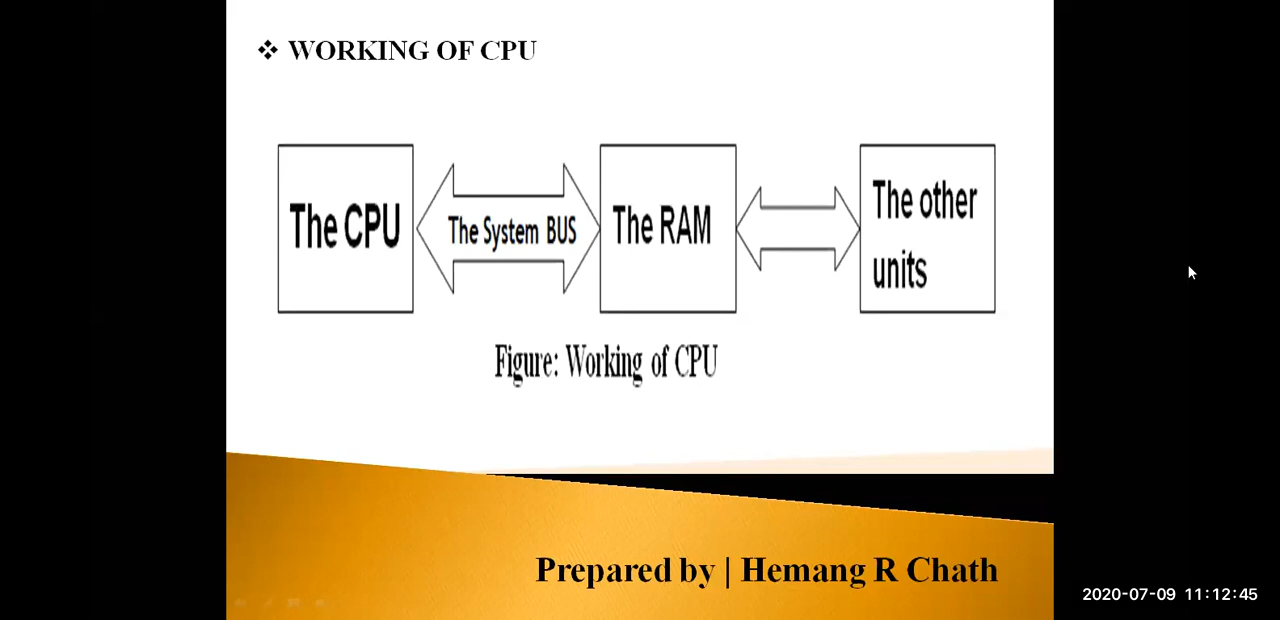 ❖ WORKING OF CPU
The CPU
The System BUS
The RAM
The other
units
Figure: Working of CPU
Prepared by | Hemang R Chath
2020-07-09 11:12:45